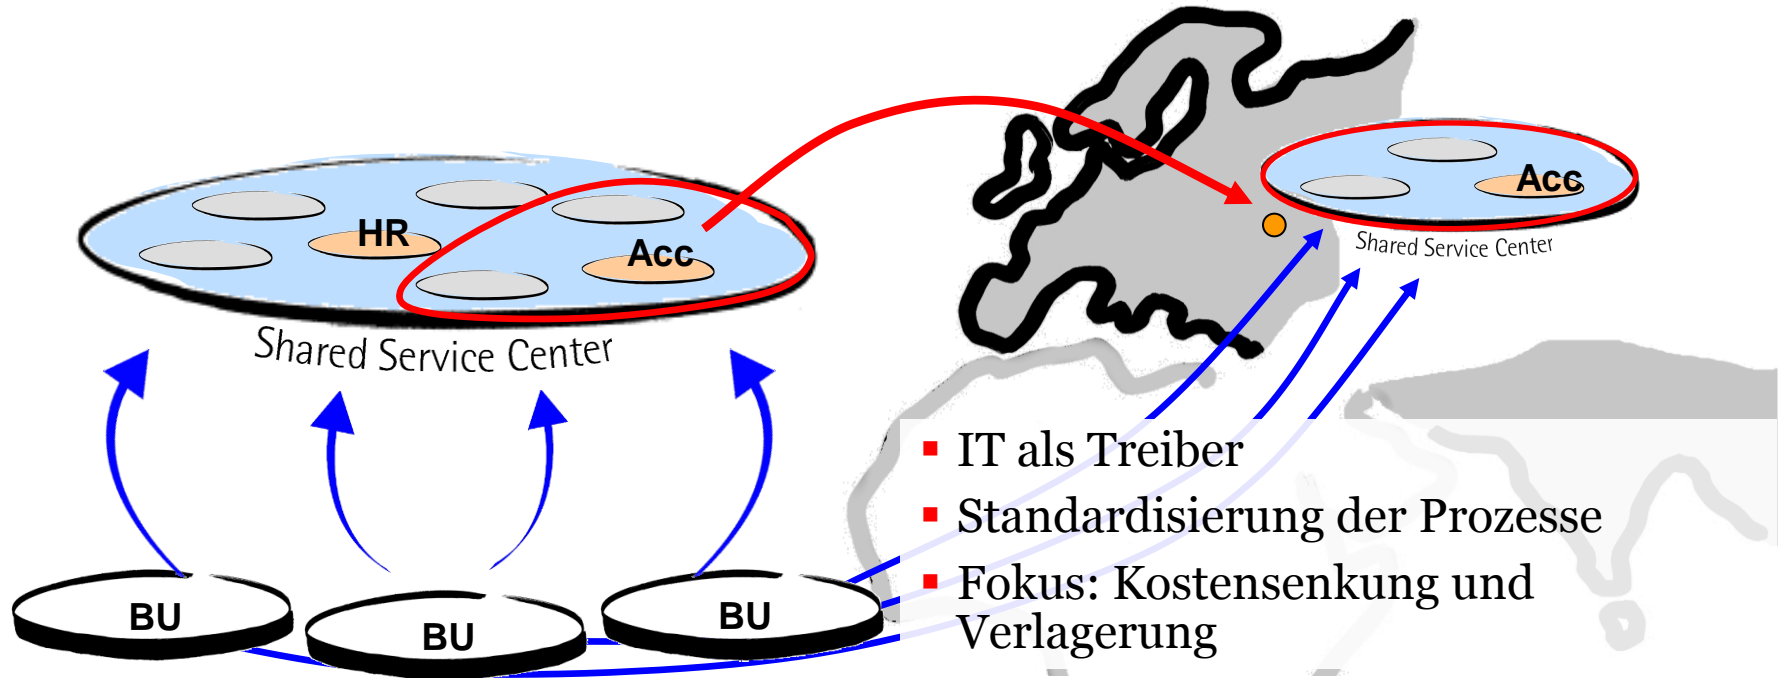 HR
Acc
Shared Service Center
BU
BU
BU
Acc
Shared Service Center
IT als Treiber
Standardisierung der Prozesse
Fokus: Kostensenkung und
Verlagerung